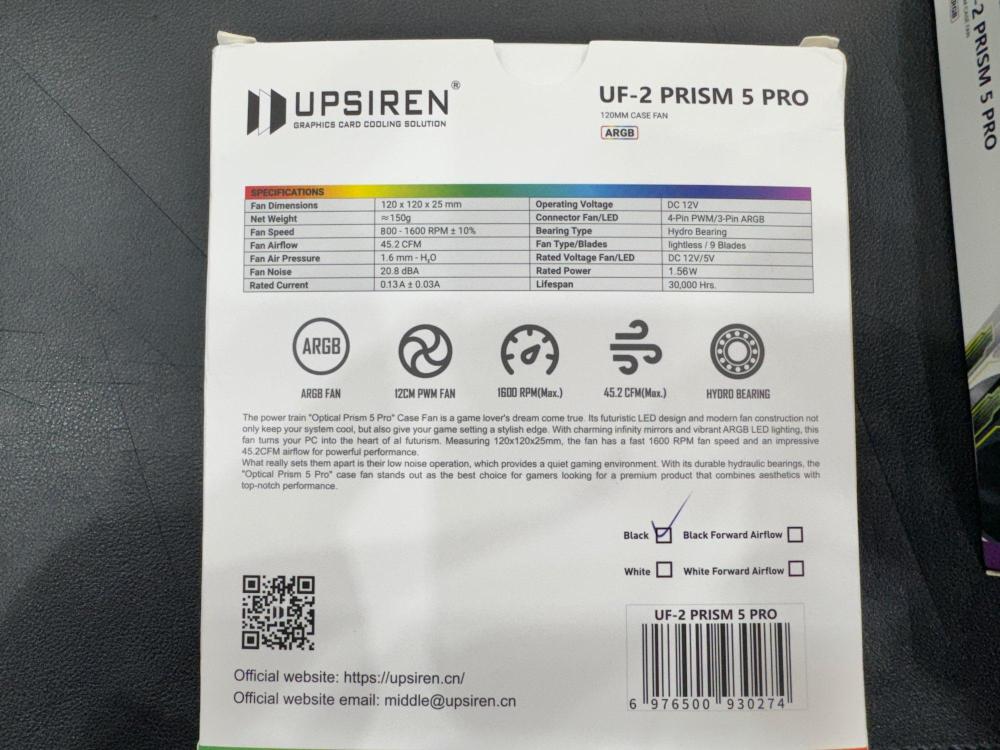 UPSIREN®
GRAPHICS CARD COOLING SOLUTION
UF-2 PRISM 5 PRO
120MM CASE FAN
ARGB
SPECIFICATIONS
Fan Dimensions 120 x 120 x 25 mm Operating Voltage DC 12V
Net Weight ≈150g Connector Fan/LED 4-Pin PWM/3-Pin ARGB
Fan Speed 800 - 1600 RPM ± 10% Bearing Type Hydro Bearing
Fan Airflow 45.2 CFM Fan Type/Blades lightless / 9 Blades
Fan Air Pressure 1.6 mm - H₂O Rated Voltage Fan/LED DC 12V/5V
Fan Noise 20.8 dBA Rated Power 1.56W
Rated Current 0.13A ± 0.03A Lifespan 30,000 Hrs.
ARGB
ARGB FAN 12CM PWM FAN 1600 RPM(Max.) 45.2 CFM(Max.) HYDRO BEARING
The power train "Optical Prism 5 Pro" Case Fan is a game lover's dream come true. Its futuristic LED design and modern fan construction not
only keep your system cool, but also give your game setting a stylish edge. With charming infinity mirrors and vibrant ARGB LED lighting, this
fan turns your PC into the heart of al futurism. Measuring 120x120x25mm, the fan has a fast 1600 RPM fan speed and an impressive
45.2CFM airflow for powerful performance.
What really sets them apart is their low noise operation, which provides a quiet gaming environment. With its durable hydraulic bearings, the
"Optical Prism 5 Pro" case fan stands out as the best choice for gamers looking for a premium product that combines aesthetics with
top-notch performance.
Black Black Forward Airflow
White White Forward Airflow
UF-2 PRISM 5 PRO
6 976500 930274
Official website: https://upsiren.cn/
Official website email: middle@upsiren.cn
-2 PRISM 5 PRO